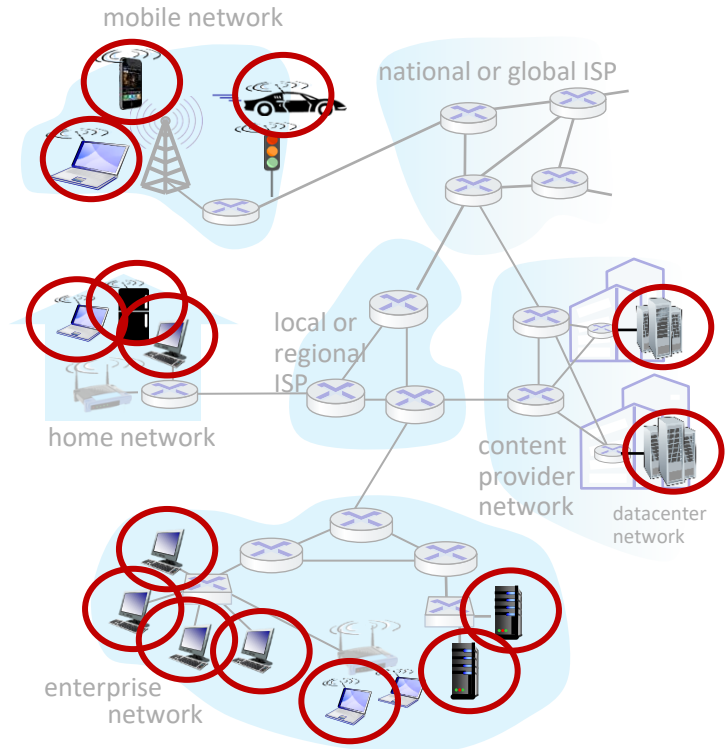 mobile network
national or global ISP
local or
regional
ISP
home network
content
provider
network
datacenter
network
enterprise
network